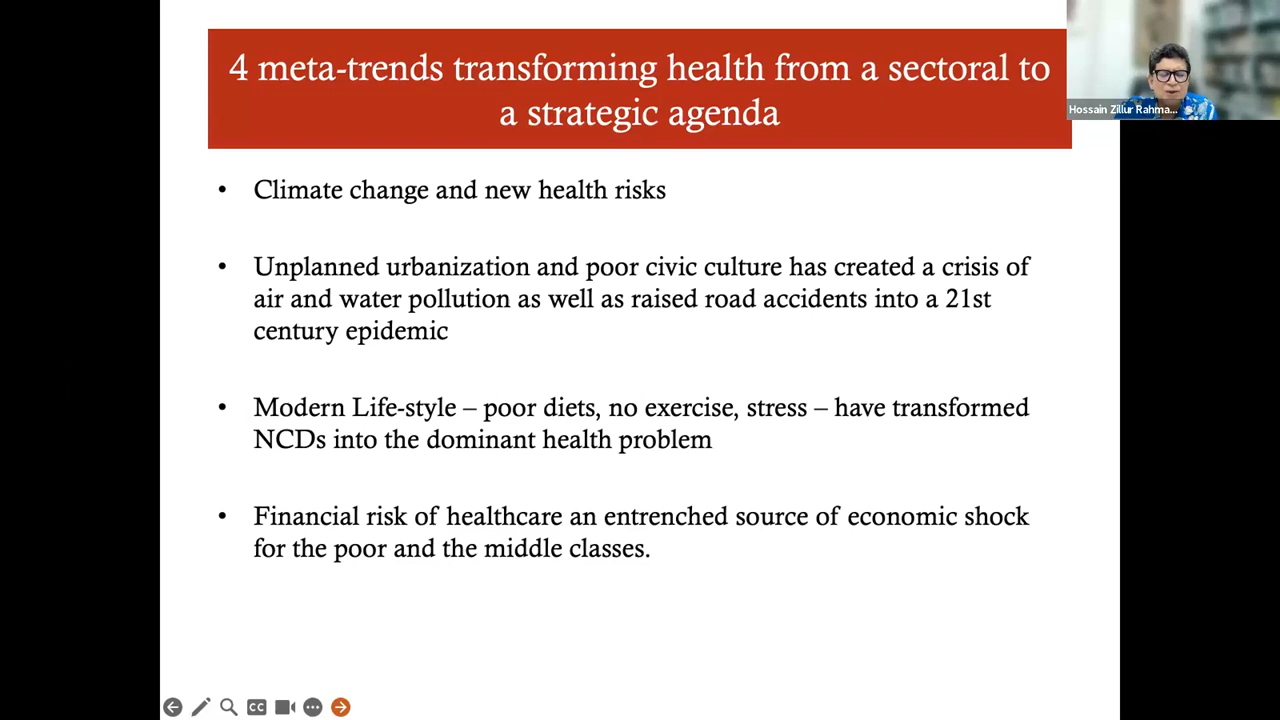 4 meta-trends transforming health from a sectoral to
a strategic agenda
Hossain Zillur Rahma...
• Climate change and new health risks
• Unplanned urbanization and poor civic culture has created a crisis of
air and water pollution as well as raised road accidents into a 21st
century epidemic
• Modern Life-style – poor diets, no exercise, stress – have transformed
NCDs into the dominant health problem
• Financial risk of healthcare an entrenched source of economic shock
for the poor and the middle classes.
CC